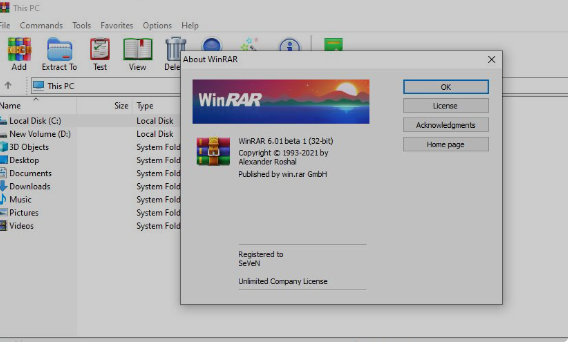 This PC
File Commands Tools Favorites Options Help
Add Extract To Test View
About WinRAR
This PC
Name Size Type
Local Disk (C:) Local Disk
New Volume (D:) Local Disk
3D Objects System Fold
Desktop System Fold
Documents System Fold
Downloads System Fold
Music System Fold
Pictures System Fold
Videos System Fold
WinRAR
WinRAR 6.01 beta 1 (32-bit)
Copyright © 1993-2021 by
Alexander Roshal
Published by win.rar GmbH
Registered to
SeVeN
Unlimited Company License
OK
License
Acknowledgments
Home page